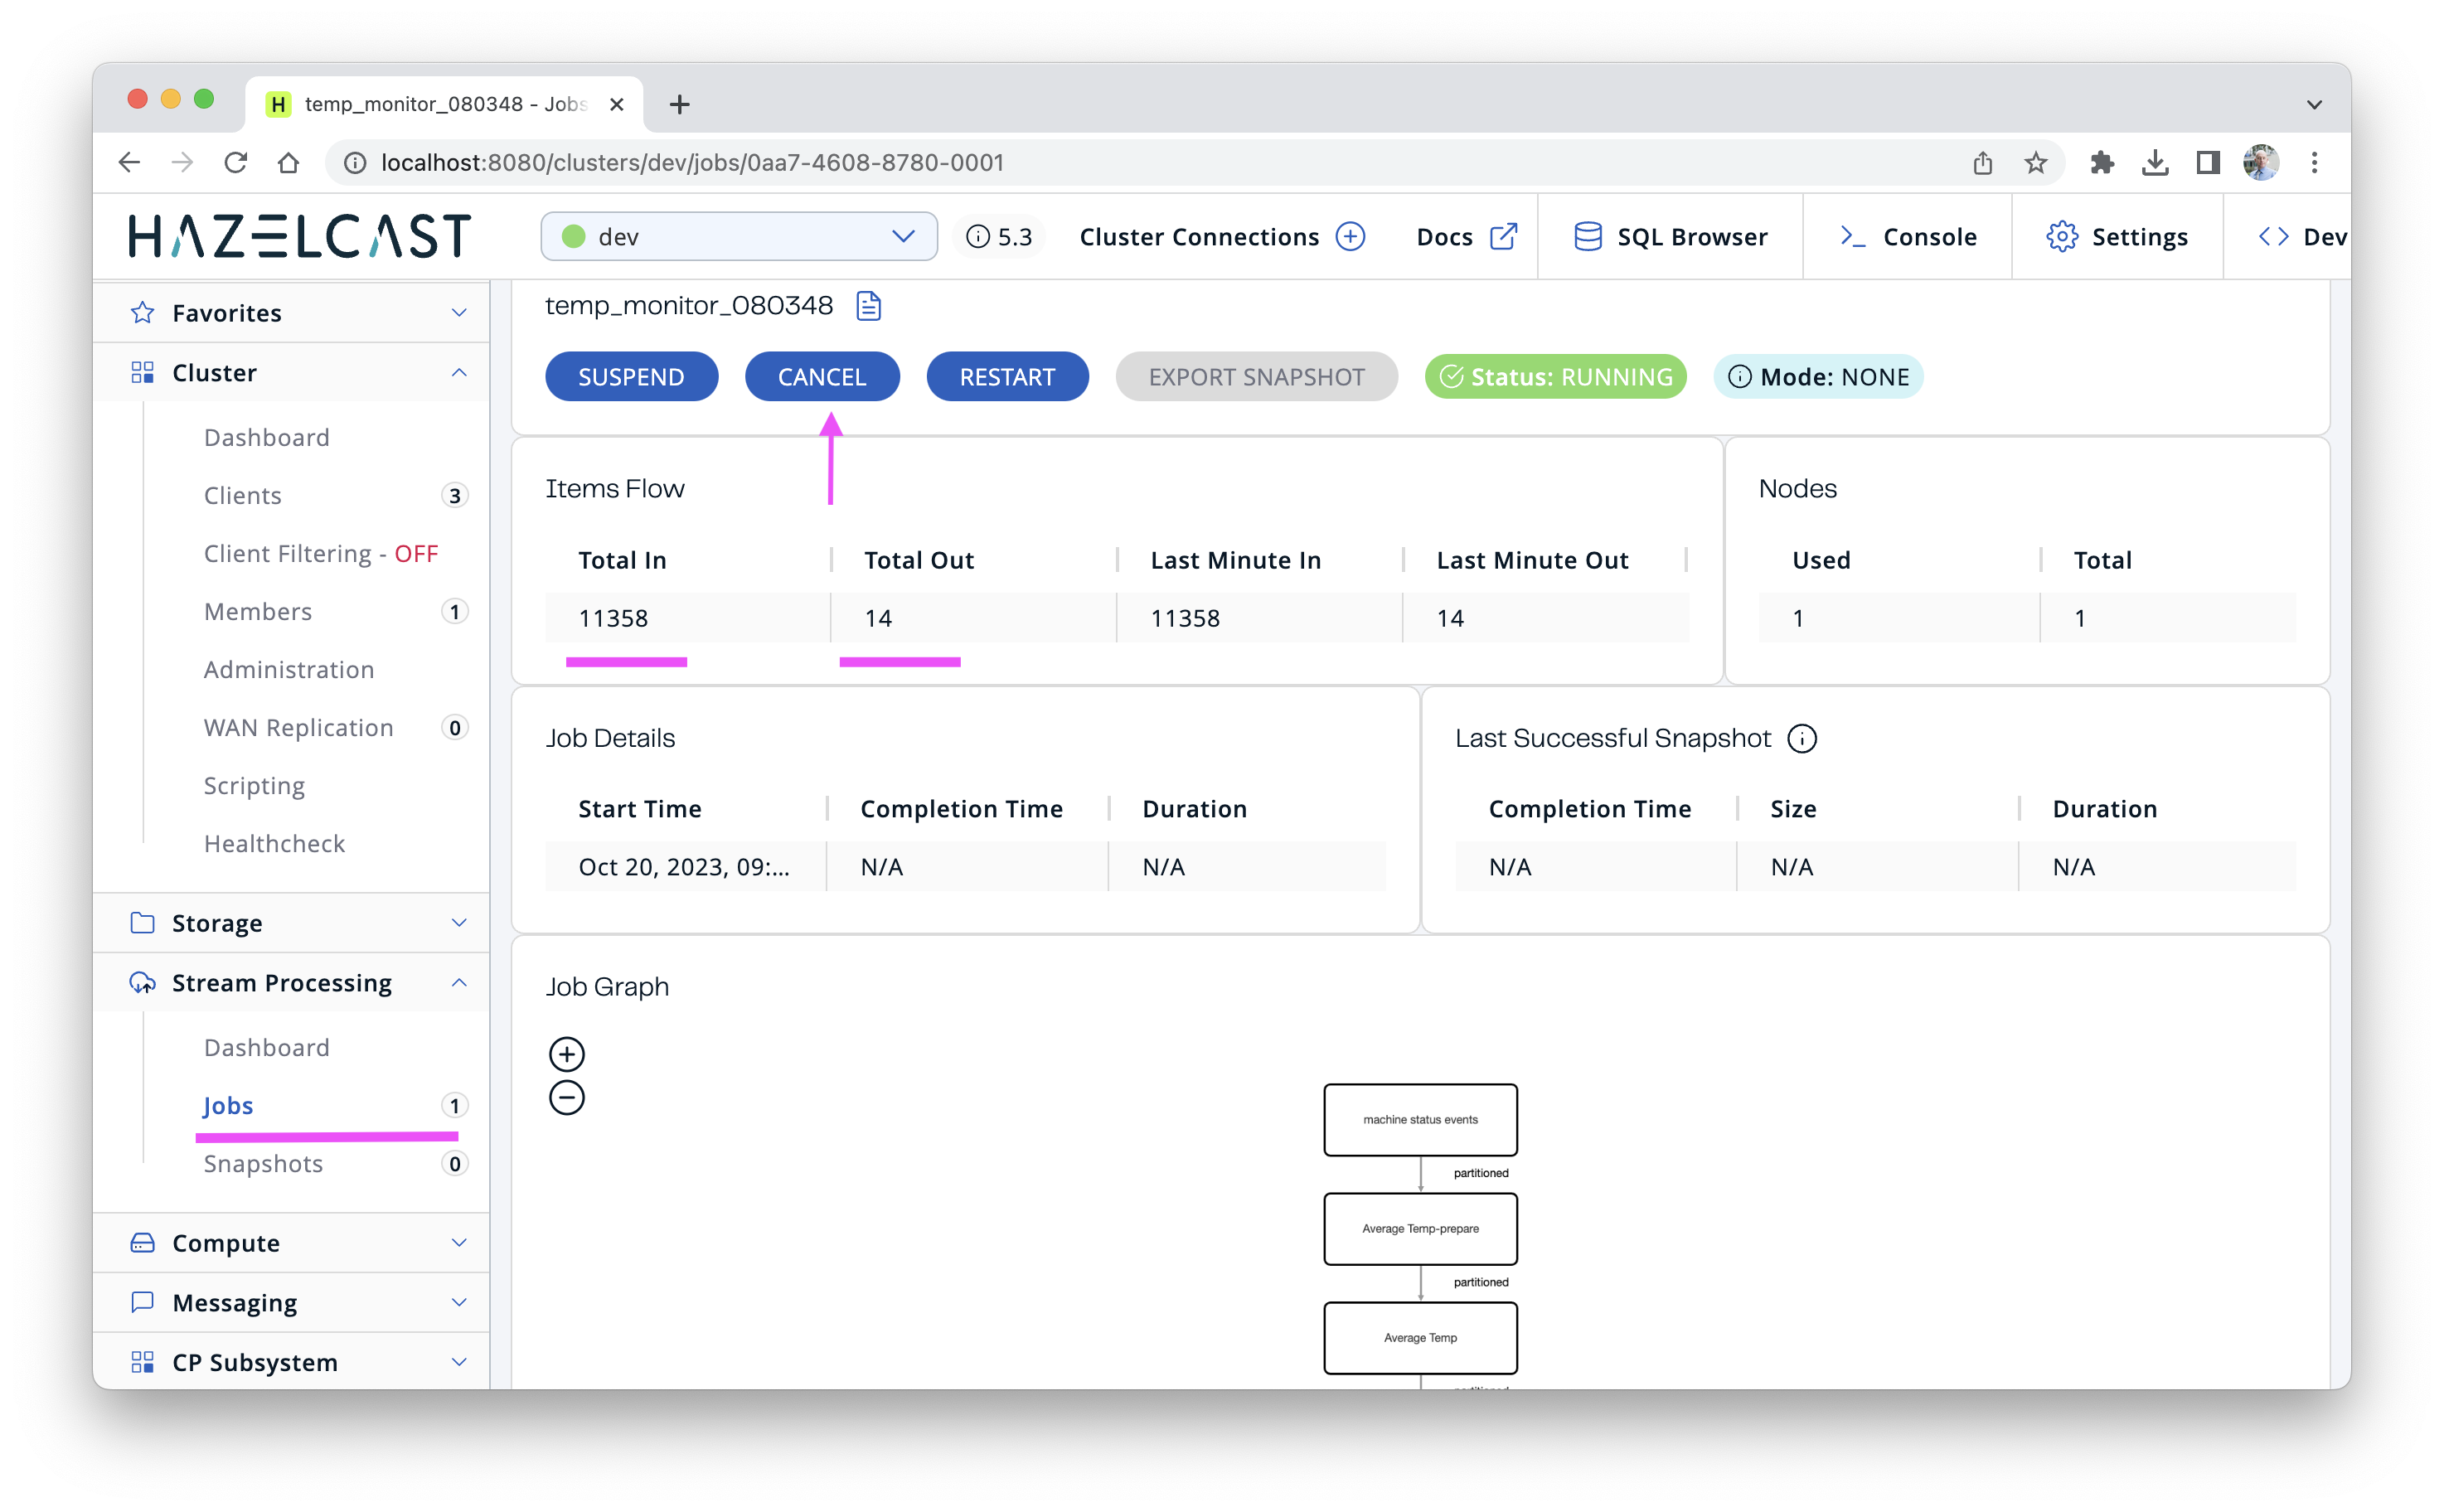 H temp_monitor_080348 - Jobs
localhost:8080/clusters/dev/jobs/0aa7-4608-8780-0001
HAZELCAST
dev
5.3
Cluster Connections
Docs
SQL Browser
Console
Settings
Dev
Favorites
Cluster
Dashboard
Clients 3
Client Filtering - OFF
Members 1
Administration
WAN Replication 0
Scripting
Healthcheck
Storage
Stream Processing
Dashboard
Jobs 1
Snapshots 0
Compute
Messaging
CP Subsystem
temp_monitor_080348
SUSPEND CANCEL RESTART EXPORT SNAPSHOT Status: RUNNING Mode: NONE
Items Flow
Total In Total Out Last Minute In Last Minute Out
11358 14 11358 14
Nodes
Used Total
1 1
Job Details
Start Time Completion Time Duration
Oct 20, 2023, 09:... N/A N/A
Last Successful Snapshot
Completion Time Size Duration
N/A N/A N/A
Job Graph
machine status events
partitioned
Average Temp-prepare
partitioned
Average Temp